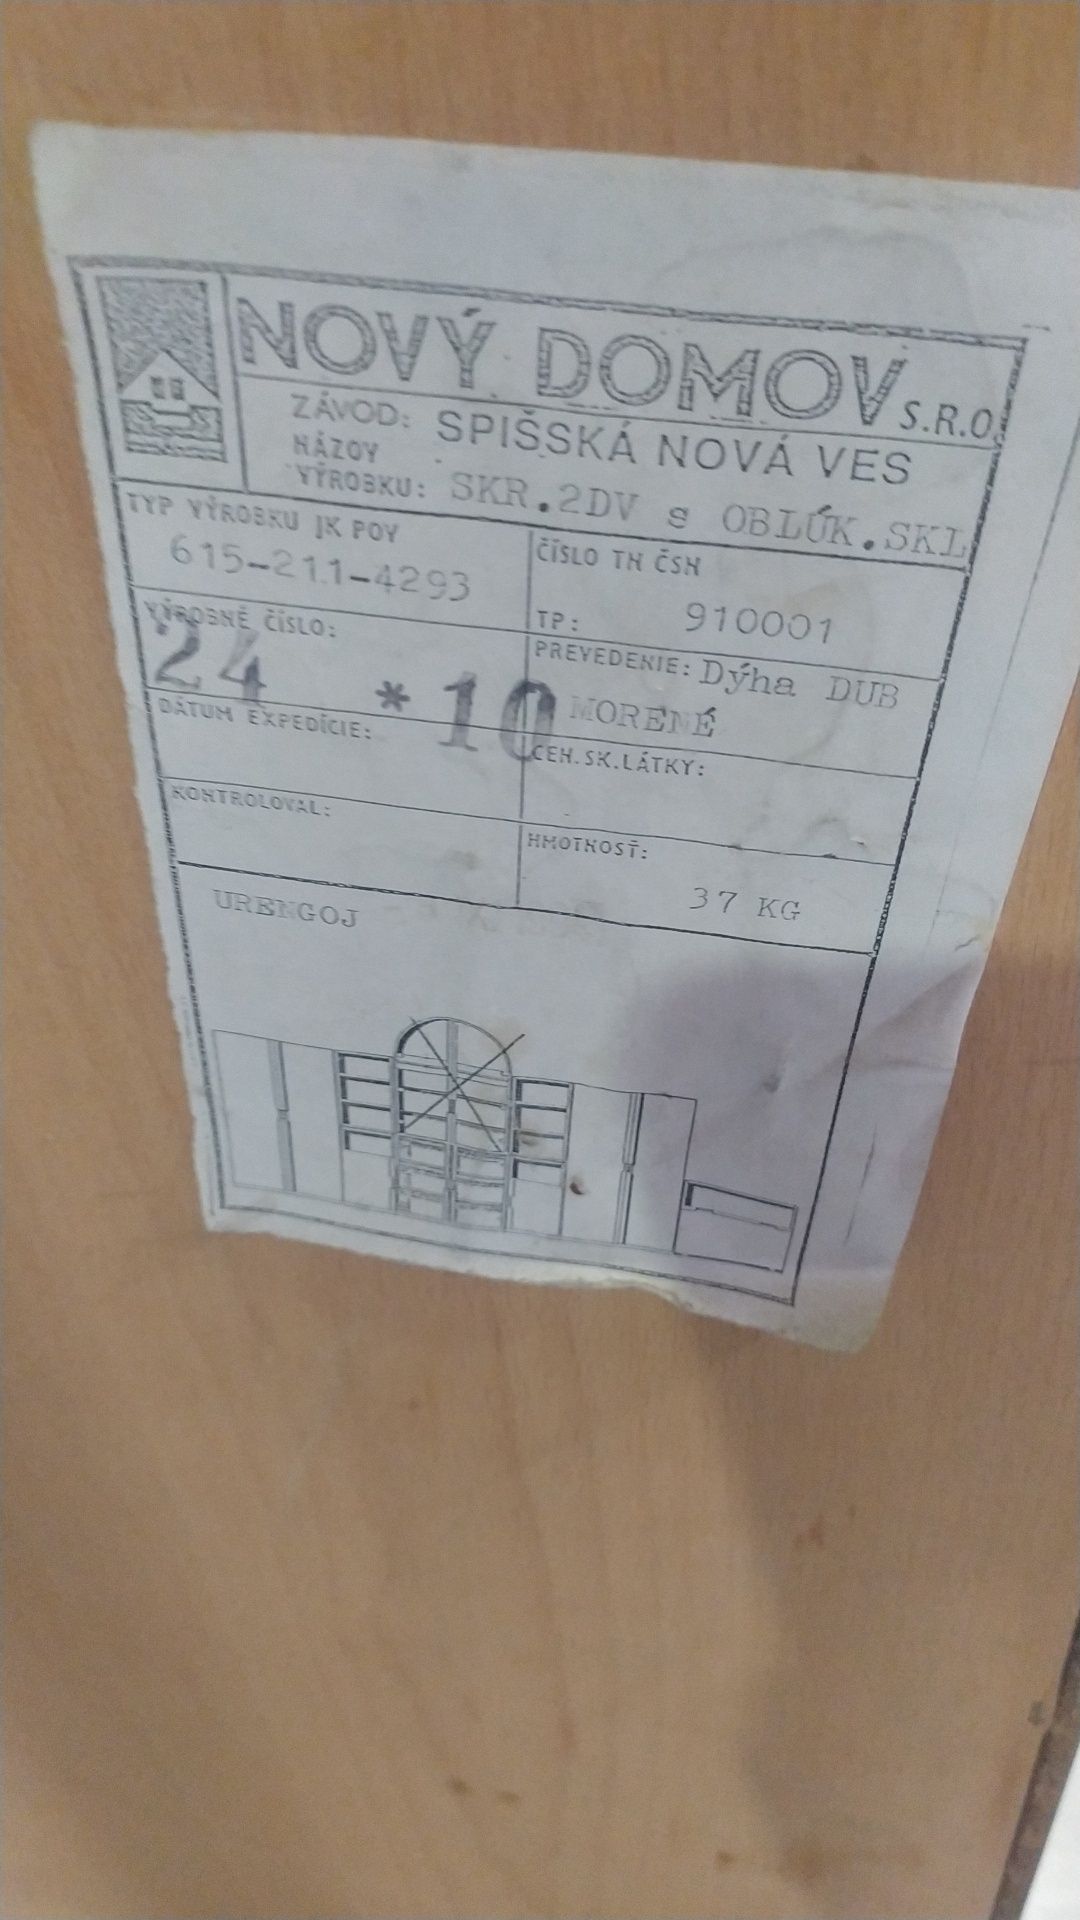 NOVÝ DOMOV S.R.O.
ZÁVOD: SPIŠSKÁ NOVÁ VES
NÁZOV
VÝROBKU: SKR.2DV s OBLÚK.SKL
TYP VÝROBKU JK POV
615-211-4293
ČÍSLO TN ČSN
TP: 910001
VÝROBNÉ ČÍSLO:
24 * 10
PREVEDENIE: Dýha DUB
MORENÉ
DÁTUM EXPEDÍCIE:
CEN.SK.LÁTKY:
KONTROLOVAL:
HMOTNOSŤ:
37 KG
URENGOJ